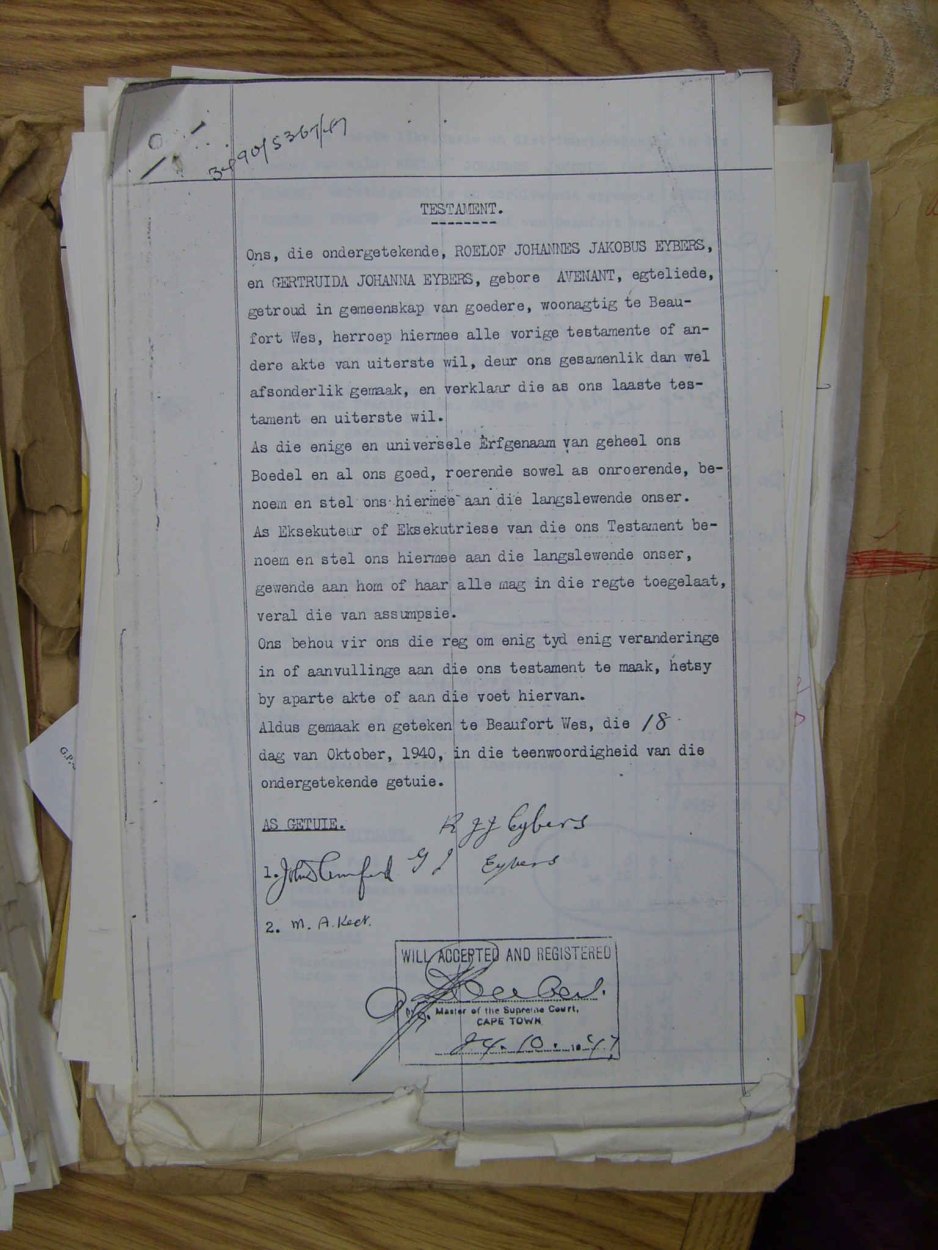 5367/47
TESTAMENT.
Ons, die ondergetekende, ROELOF JOHANNES JAKOBUS EYBERS,
en GERTRUIDA JOHANNA EYBERS, gebore AVENANT, egteliede,
getroud in gemeenskap van goedere, woonagtig te Beau-
fort Wes, herroep hiermee alle vorige testamente of an-
dere akte van uiterste wil, deur ons gesamenlik dan wel
afsonderlik gemaak, en verklaar die as ons laaste tes-
tament en uiterste wil.
As die enige en universele Erfgenaam van geheel ons
Boedel en al ons goed, roerende sowel as onroerende, be-
noem en stel ons hiermee aan die langslewende onser.
As Eksekuteur of Eksekutriese van die ons Testament be-
noem en stel ons hiermee aan die langslewende onser,
gewende aan hom of haar alle mag in die regte toegelaat,
veral die van assumpsie.
Ons behou vir ons die reg om enig tyd enig veranderinge
in of aanvullinge aan die ons testament te maak, hetsy
by aparte akte of aan die voet hiervan.
Aldus gemaak en geteken te Beaufort Wes, die 18
dag van Oktober, 1940, in die teenwoordigheid van die
ondergetekende getuie.
AS GETUIE.
R J J Eybers
1. John
G J Eybers
2. M. A. Kect.
WILL ACCEPTED AND REGISTERED
Master of the Supreme Court,
CAPE TOWN
24.10.1947
G.P.